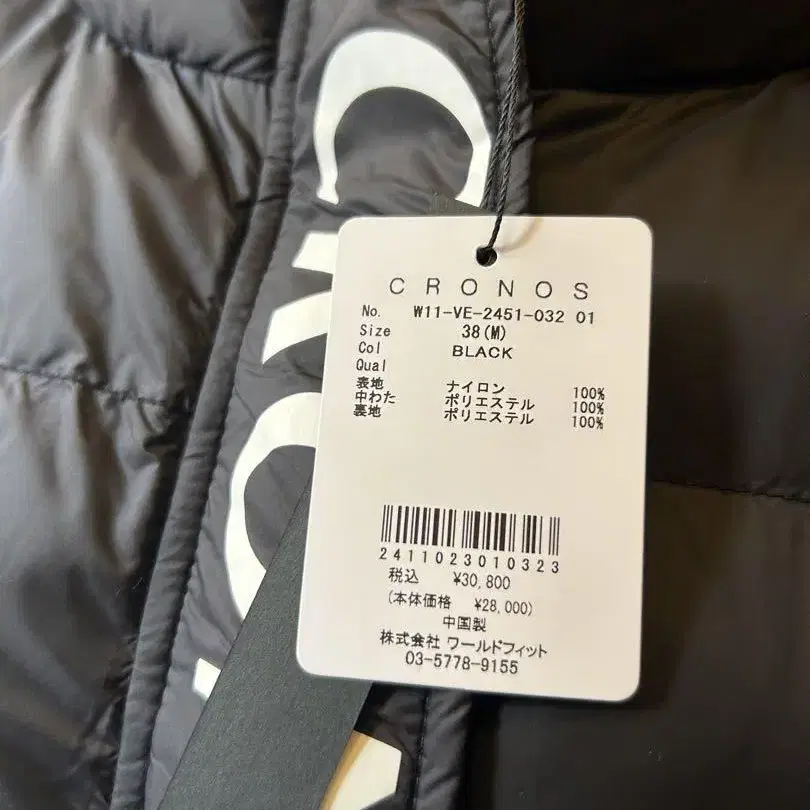 CRONOS
No. W11-VE-2451-032 01
Size 38(M)
Col BLACK
Qual
表地 ナイロン 100%
中わた ポリエステル 100%
裏地 ポリエステル 100%
2411023010323
税込 ¥30,800
(本体価格 ¥28,000)
中国製
株式会社 ワールドフィット
03-5778-9155